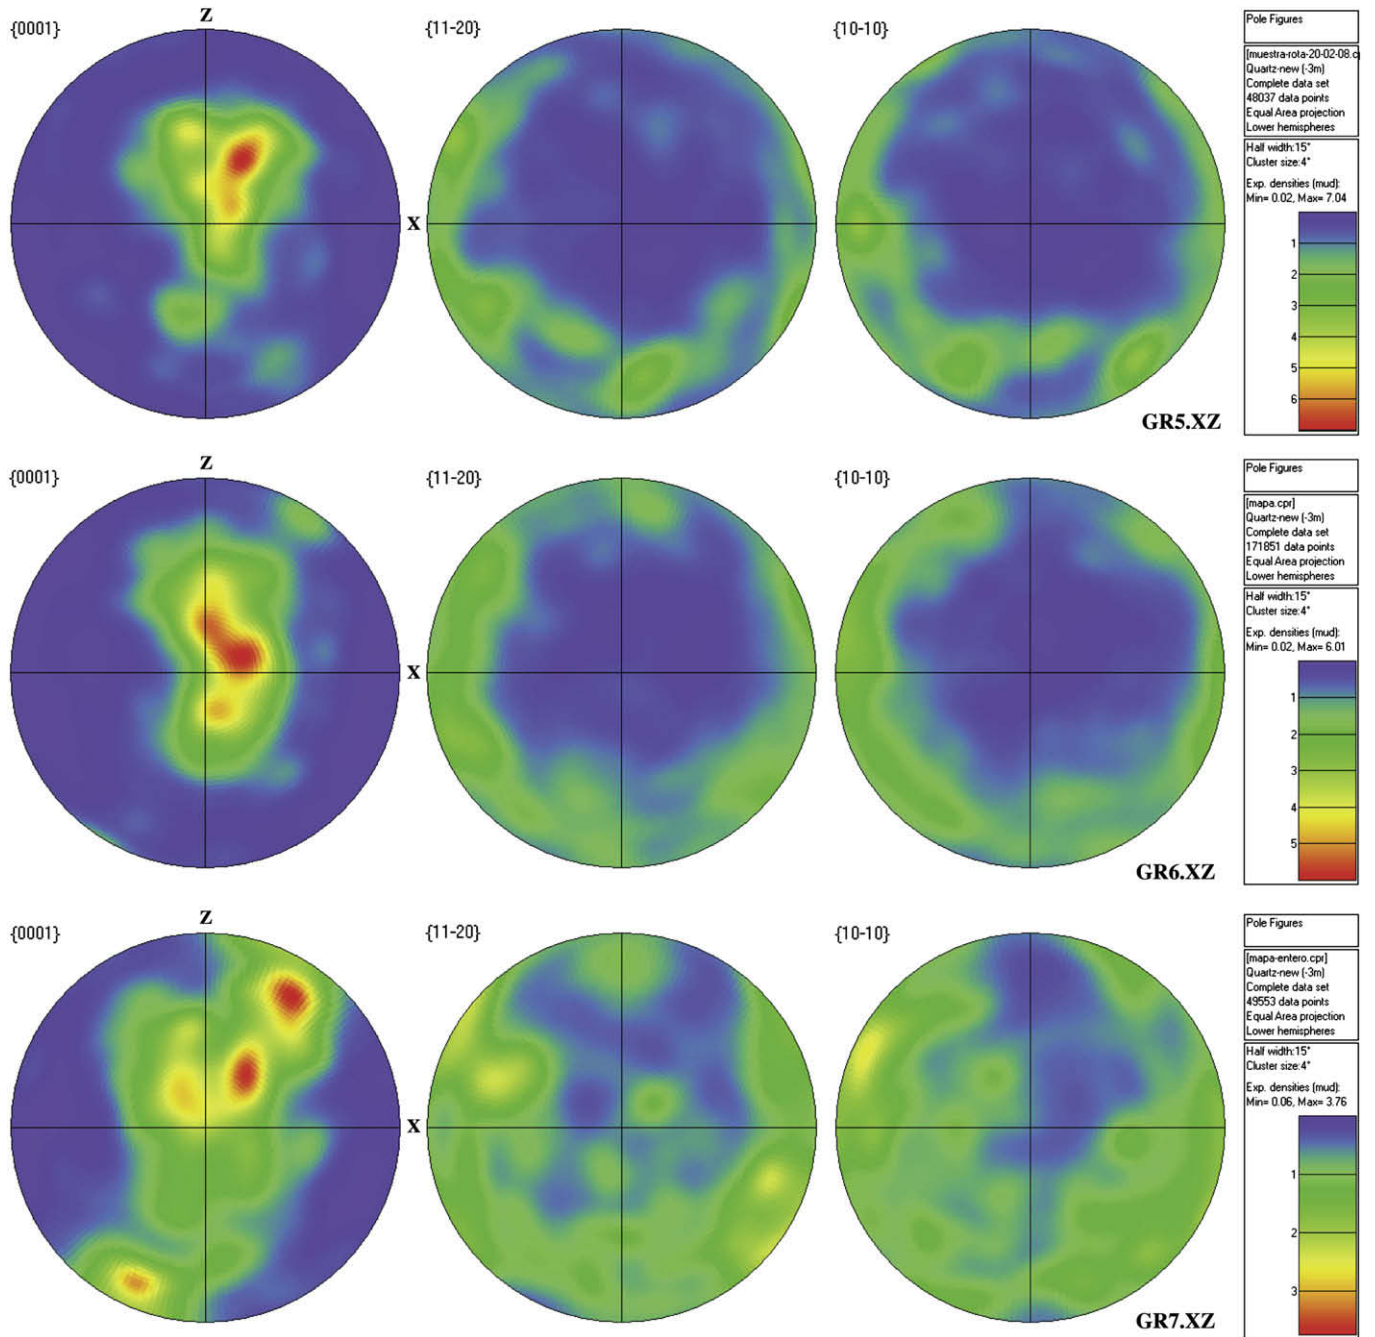 {0001}
Z
X
{11-20}
{10-10}
GR5.XZ
Pole Figures
[muestra-rota-20-02-08.c
Quartz-new (-3m)
Complete data set
48037 data points
Equal Area projection
Lower hemispheres
Half width:15°
Cluster size:4°
Exp. densities (mud):
Min= 0.02, Max= 7.04
1
2
3
4
5
6
{0001}
Z
X
{11-20}
{10-10}
GR6.XZ
Pole Figures
[mapa.cpr]
Quartz-new (-3m)
Complete data set
171851 data points
Equal Area projection
Lower hemispheres
Half width:15°
Cluster size:4°
Exp. densities (mud):
Min= 0.02, Max= 6.01
1
2
3
4
5
{0001}
Z
X
{11-20}
{10-10}
GR7.XZ
Pole Figures
[mapa-entero.cpr]
Quartz-new (-3m)
Complete data set
49553 data points
Equal Area projection
Lower hemispheres
Half width:15°
Cluster size:4°
Exp. densities (mud):
Min= 0.06, Max= 3.76
1
2
3